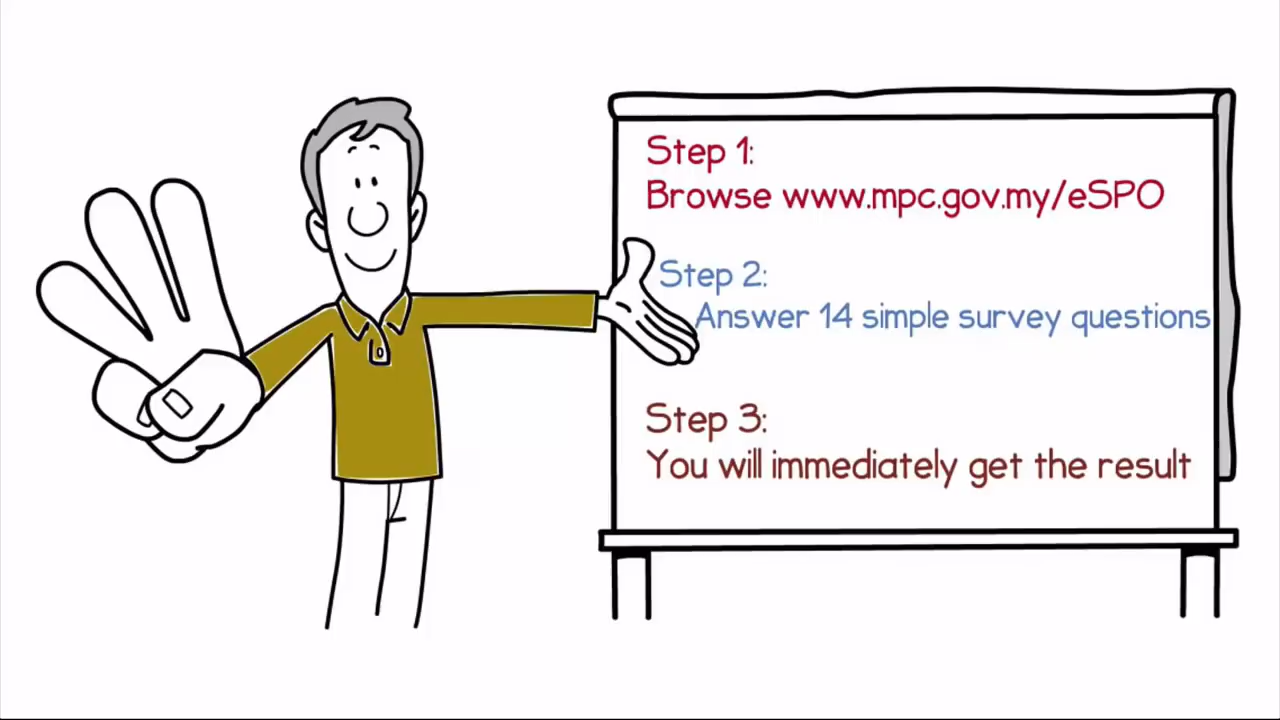 Step 1:
Browse www.mpc.gov.my/eSPO
Step 2:
Answer 14 simple survey questions
Step 3:
You will immediately get the result